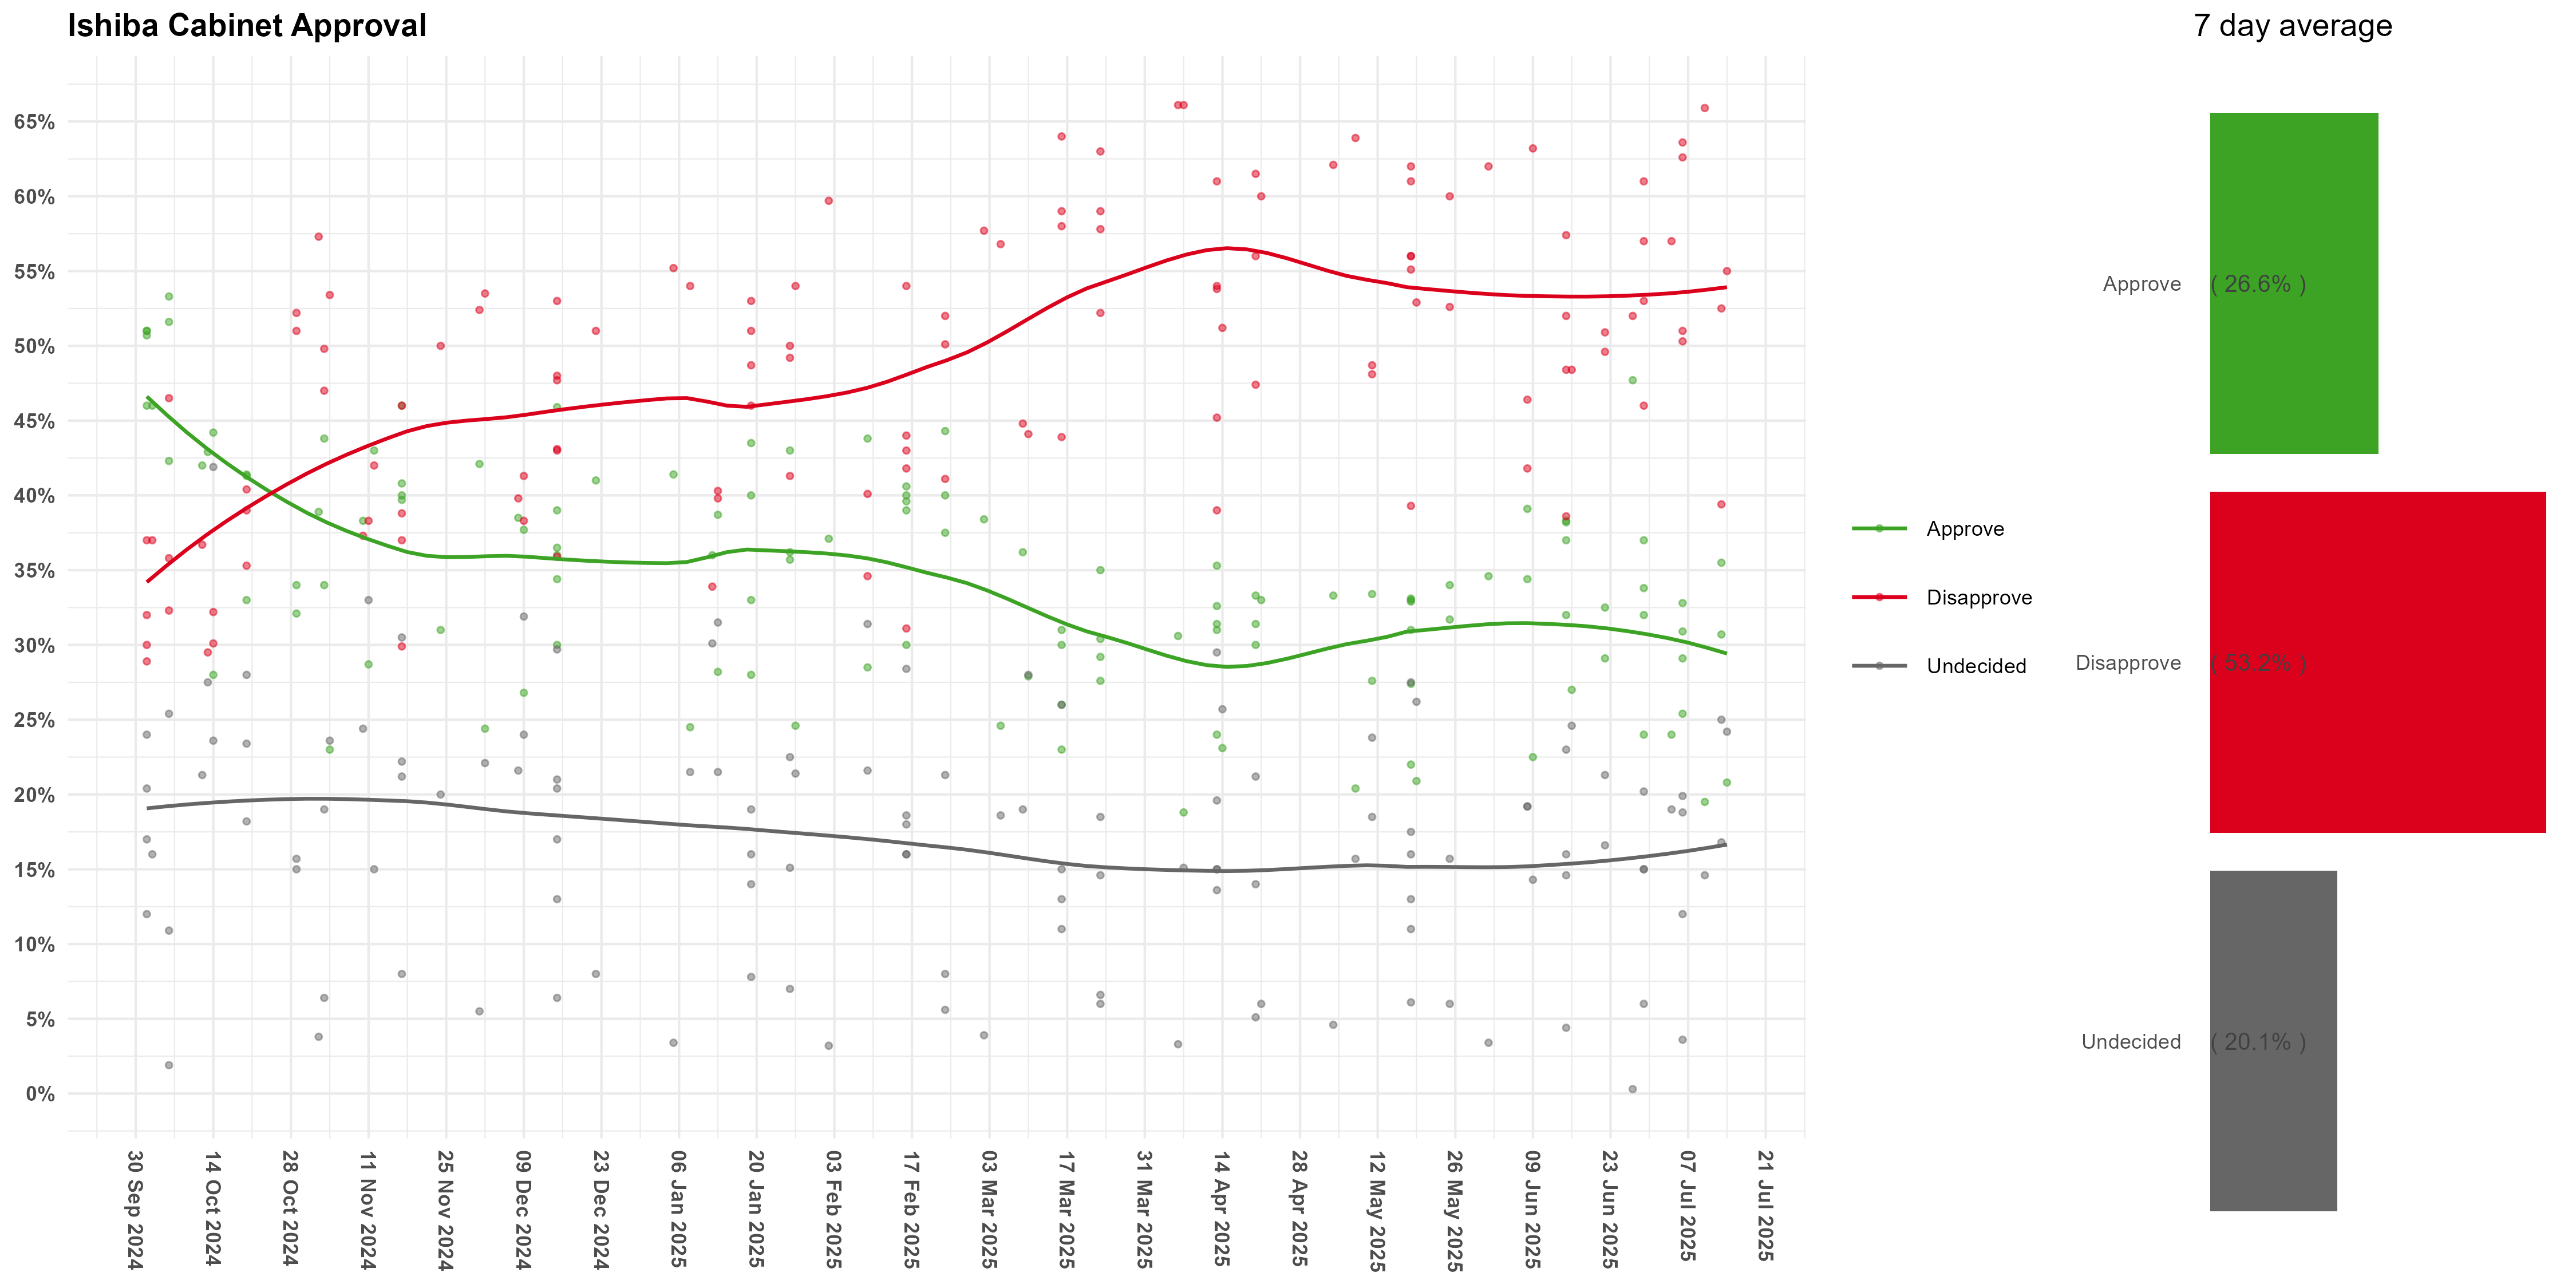 Ishiba Cabinet Approval
7 day average
65%
60%
55%
50%
45%
40%
35%
30%
25%
20%
15%
10%
5%
0%
30 Sep 2024
14 Oct 2024
28 Oct 2024
11 Nov 2024
25 Nov 2024
09 Dec 2024
23 Dec 2024
06 Jan 2025
20 Jan 2025
03 Feb 2025
17 Feb 2025
03 Mar 2025
17 Mar 2025
31 Mar 2025
14 Apr 2025
28 Apr 2025
12 May 2025
26 May 2025
09 Jun 2025
23 Jun 2025
07 Jul 2025
21 Jul 2025
Approve
Disapprove
Undecided
Approve ( 26.6% )
Disapprove ( 53.2% )
Undecided ( 20.1% )